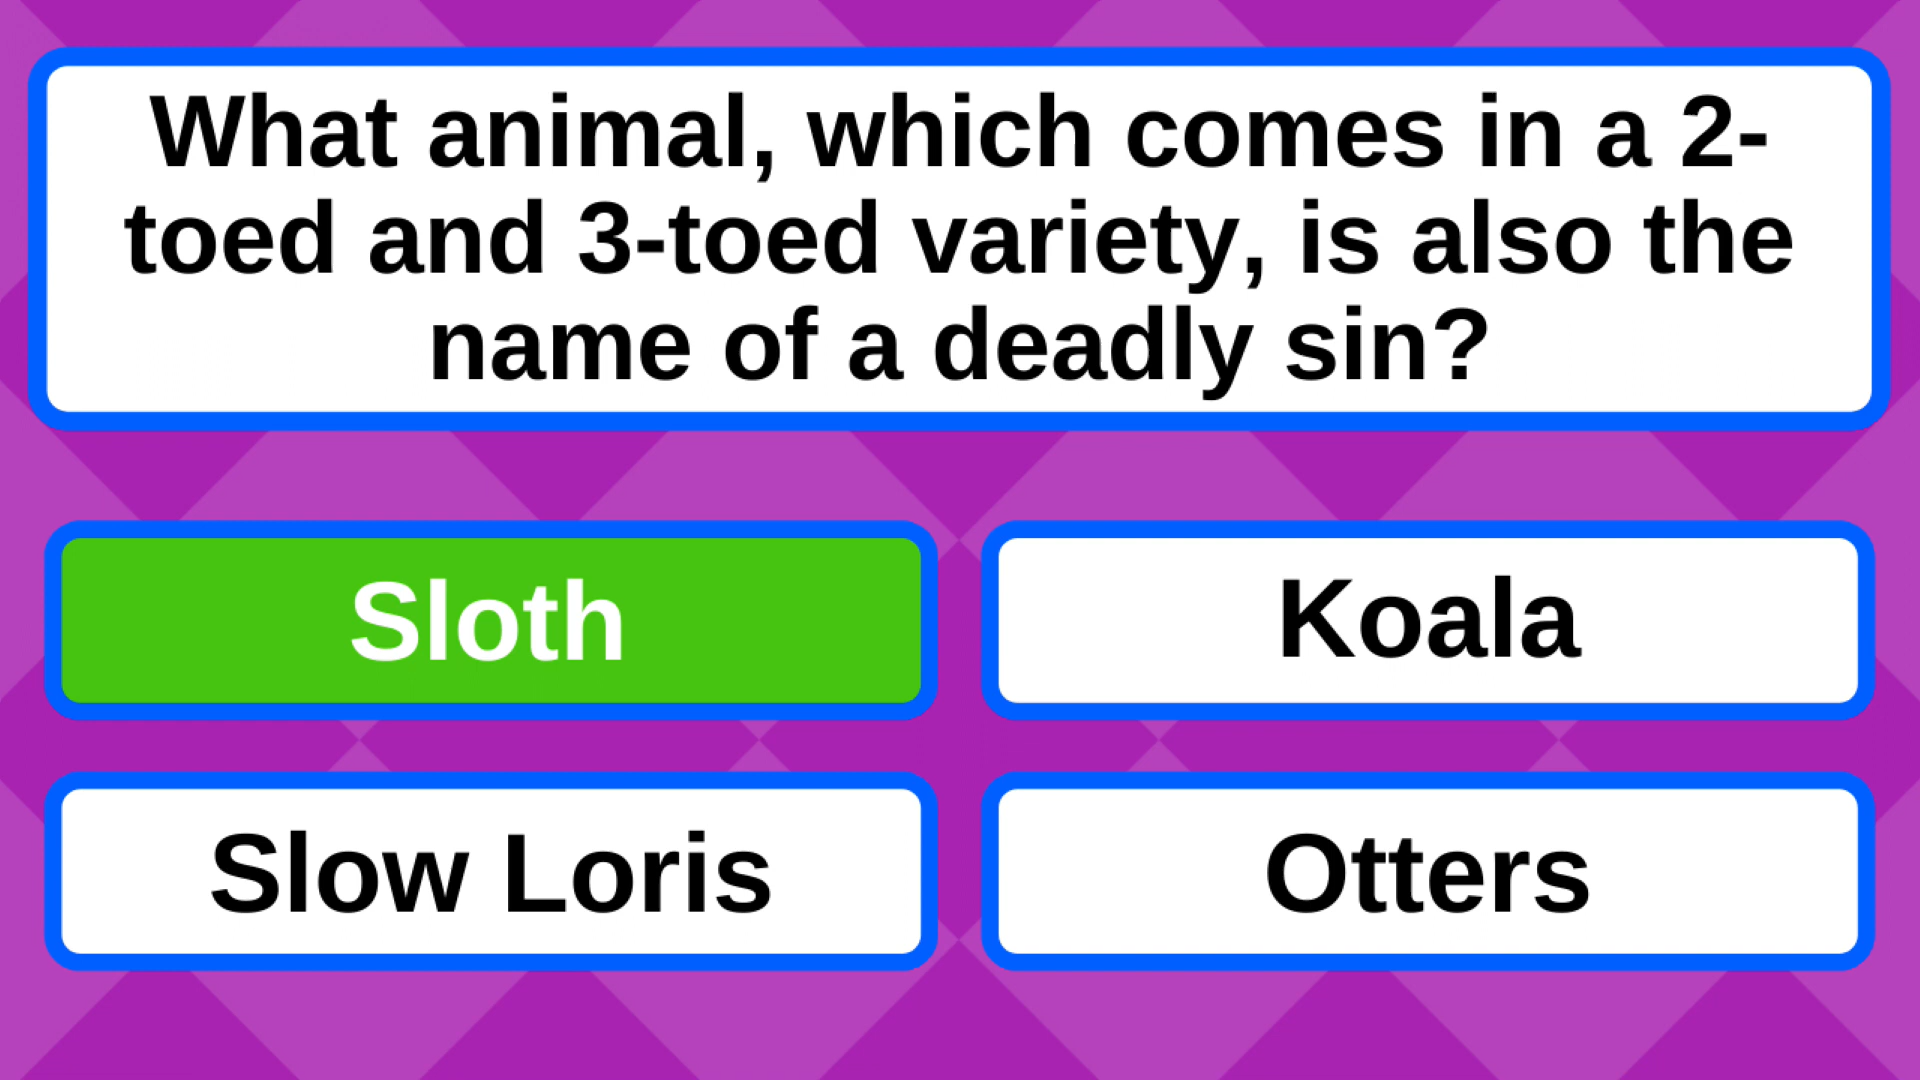 What animal, which comes in a 2-
toed and 3-toed variety, is also the
name of a deadly sin?
Sloth
Koala
Slow Loris
Otters